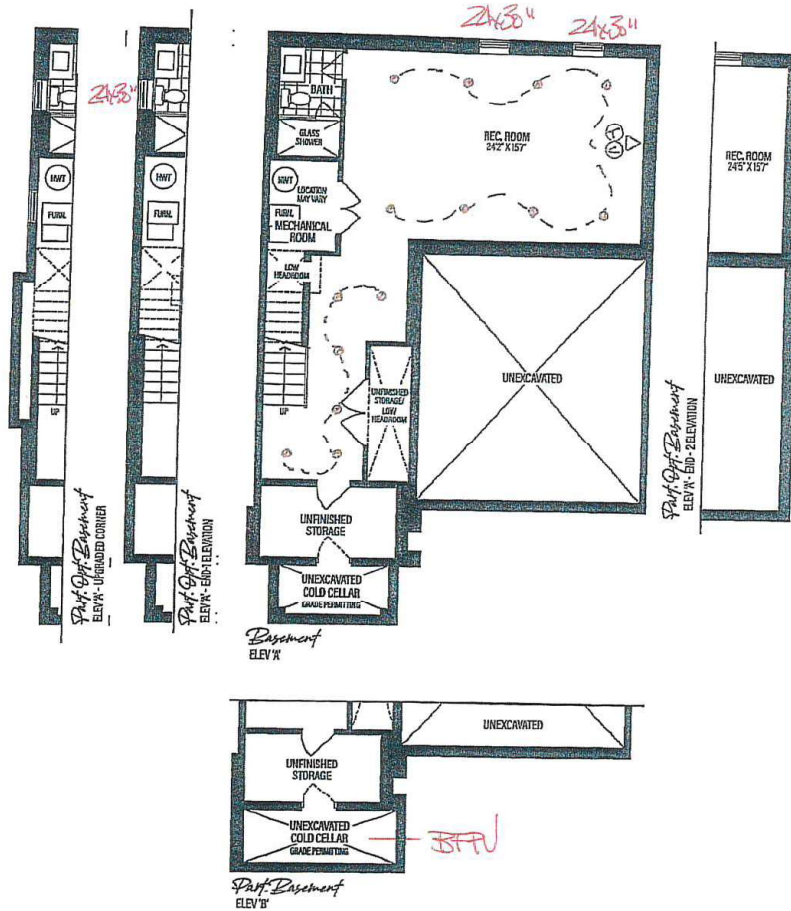 24x30"
24x30"
24x30"
BATH
GLASS
SHOWER
REC. ROOM
24'2" X 15'7"
REC. ROOM
24'5" X 15'7"
HWT
HWT
HWT
LOCATION
MAY VARY
FURN.
FURN.
FURN.
MECHANICAL
ROOM
LOW
HEADROOM
UP
UP
UNFINISHED
STORAGE/
LOW
HEADROOM
UNEXCAVATED
UNEXCAVATED
Part. Opt. Basement
ELEV 'A' - UPGRADED CORNER
Part. Opt. Basement
ELEV 'A' - END-1 ELEVATION
Part. Opt. Basement
ELEV 'A' - END - 2 ELEVATION
UNFINISHED
STORAGE
UNEXCAVATED
COLD CELLAR
GRADE PERMITTING
Basement
ELEV 'A'
UNEXCAVATED
UNFINISHED
STORAGE
UNEXCAVATED
COLD CELLAR
GRADE PERMITTING
Part. Basement
ELEV 'B'